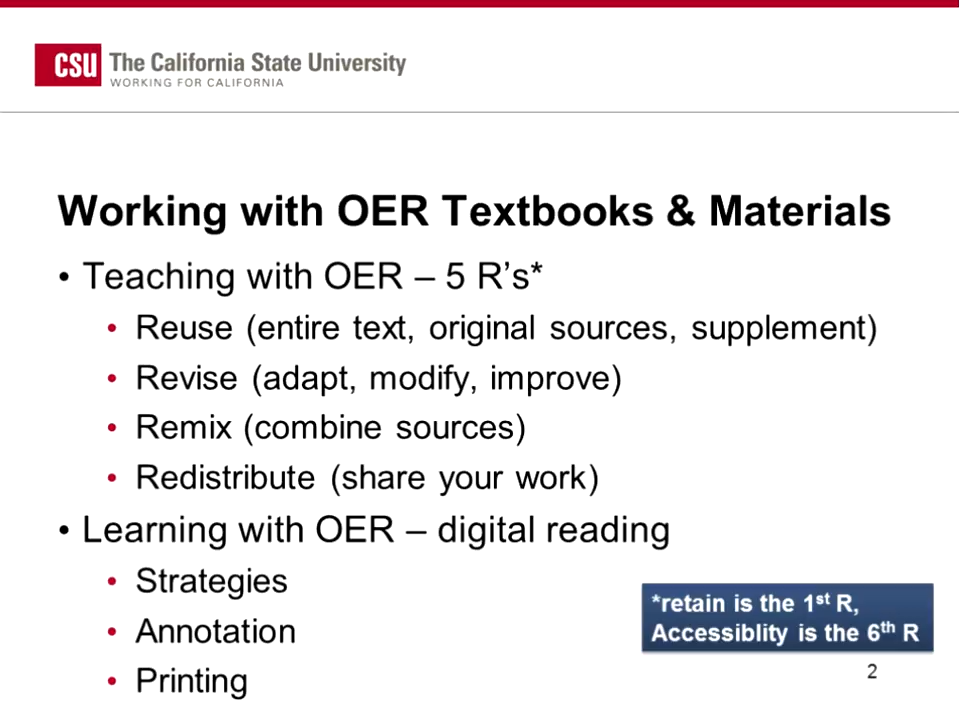 CSU The California State University
WORKING FOR CALIFORNIA
Working with OER Textbooks & Materials
• Teaching with OER – 5 R’s*
• Reuse (entire text, original sources, supplement)
• Revise (adapt, modify, improve)
• Remix (combine sources)
• Redistribute (share your work)
• Learning with OER – digital reading
• Strategies
• Annotation
• Printing
*retain is the 1st R,
Accessiblity is the 6th R
2